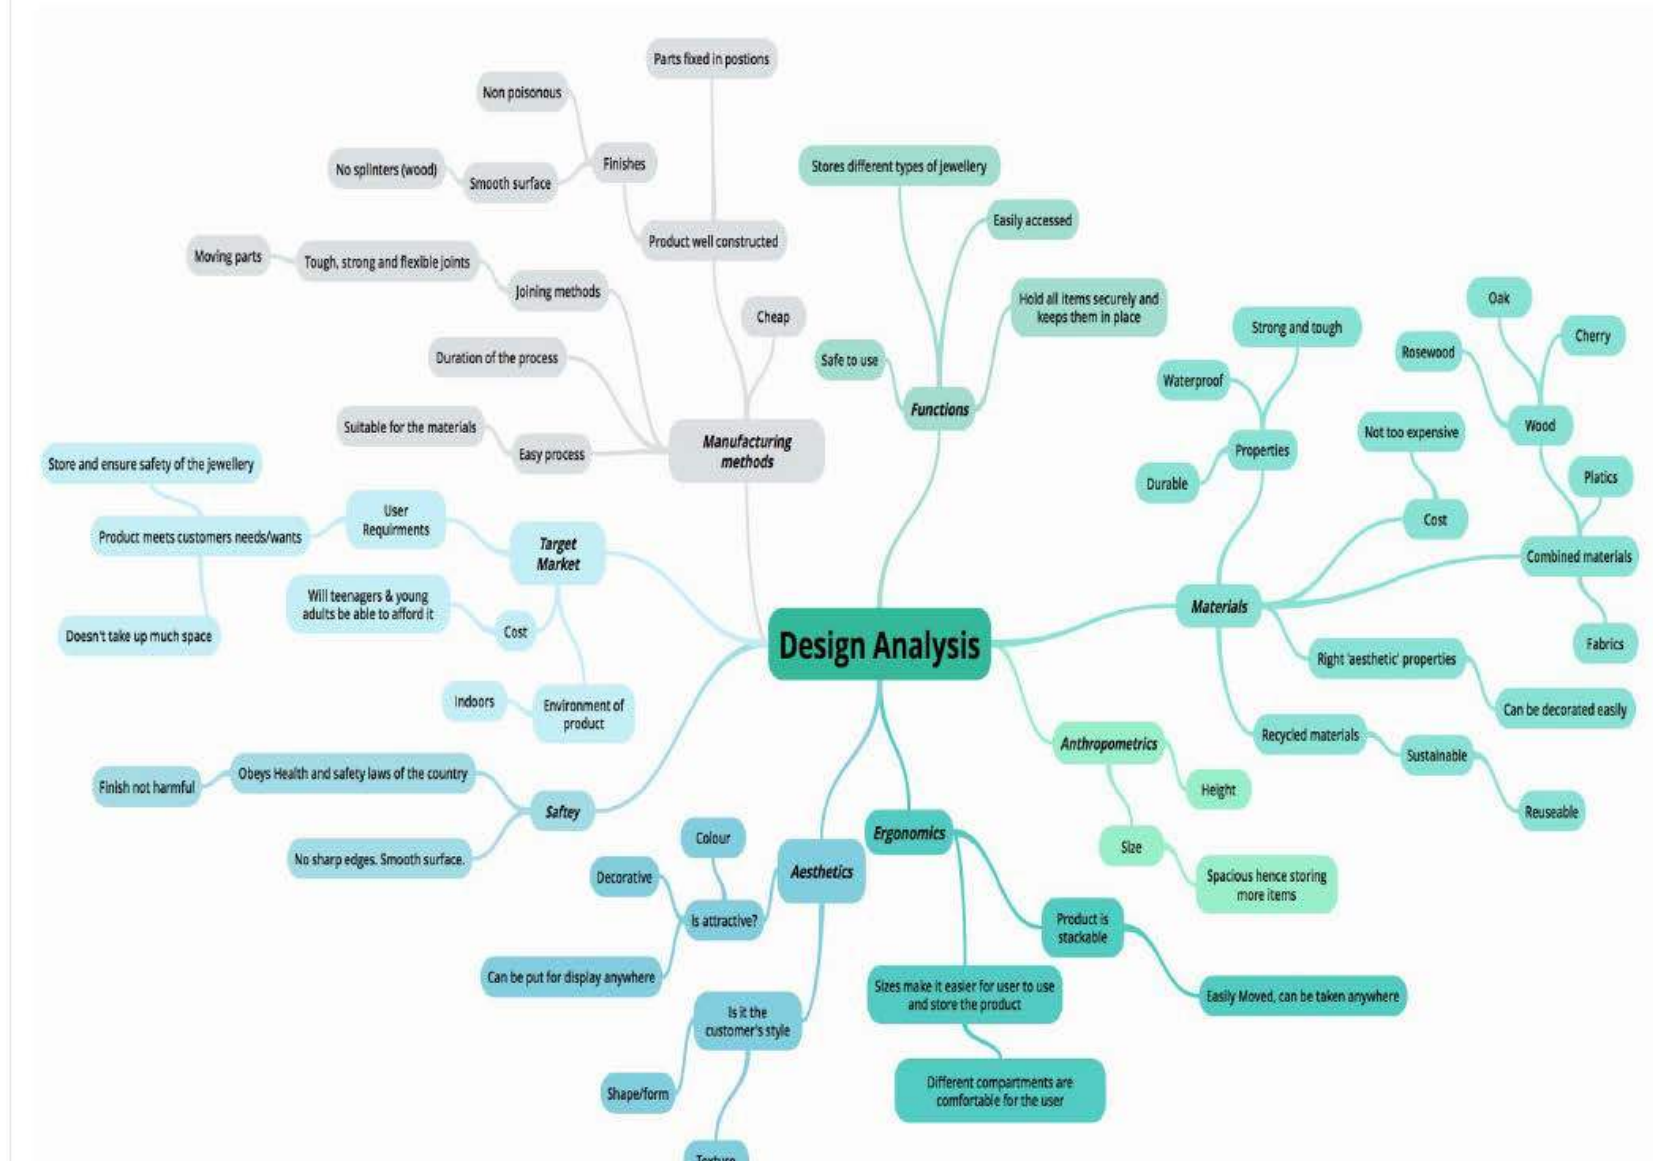 Parts fixed in postions
Non poisonous
Finishes
No splinters (wood)
Smooth surface
Product well constructed
Moving parts
Tough, strong and flexible joints
Joining methods
Cheap
Duration of the process
Suitable for the materials
Easy process
Manufacturing
methods
Stores different types of jewellery
Easily accessed
Hold all items securely and
keeps them in place
Safe to use
Functions
Strong and tough
Waterproof
Properties
Durable
Oak
Cherry
Rosewood
Wood
Not too expensive
Cost
Platics
Combined materials
Fabrics
Materials
Right 'aesthetic' properties
Can be decorated easily
Recycled materials
Sustainable
Reuseable
Store and ensure safety of the jewellery
Product meets customers needs/wants
User
Requirments
Doesn't take up much space
Target
Market
Will teenagers & young
adults be able to afford it
Cost
Indoors
Environment of
product
Design Analysis
Finish not harmful
Obeys Health and safety laws of the country
Saftey
No sharp edges. Smooth surface.
Anthropometrics
Height
Size
Spacious hence storing
more items
Ergonomics
Product is
stackable
Easily Moved, can be taken anywhere
Sizes make it easier for user to use
and store the product
Different compartments are
comfortable for the user
Aesthetics
Colour
Decorative
Is attractive?
Can be put for display anywhere
Is it the
customer's style
Shape/form
Texture